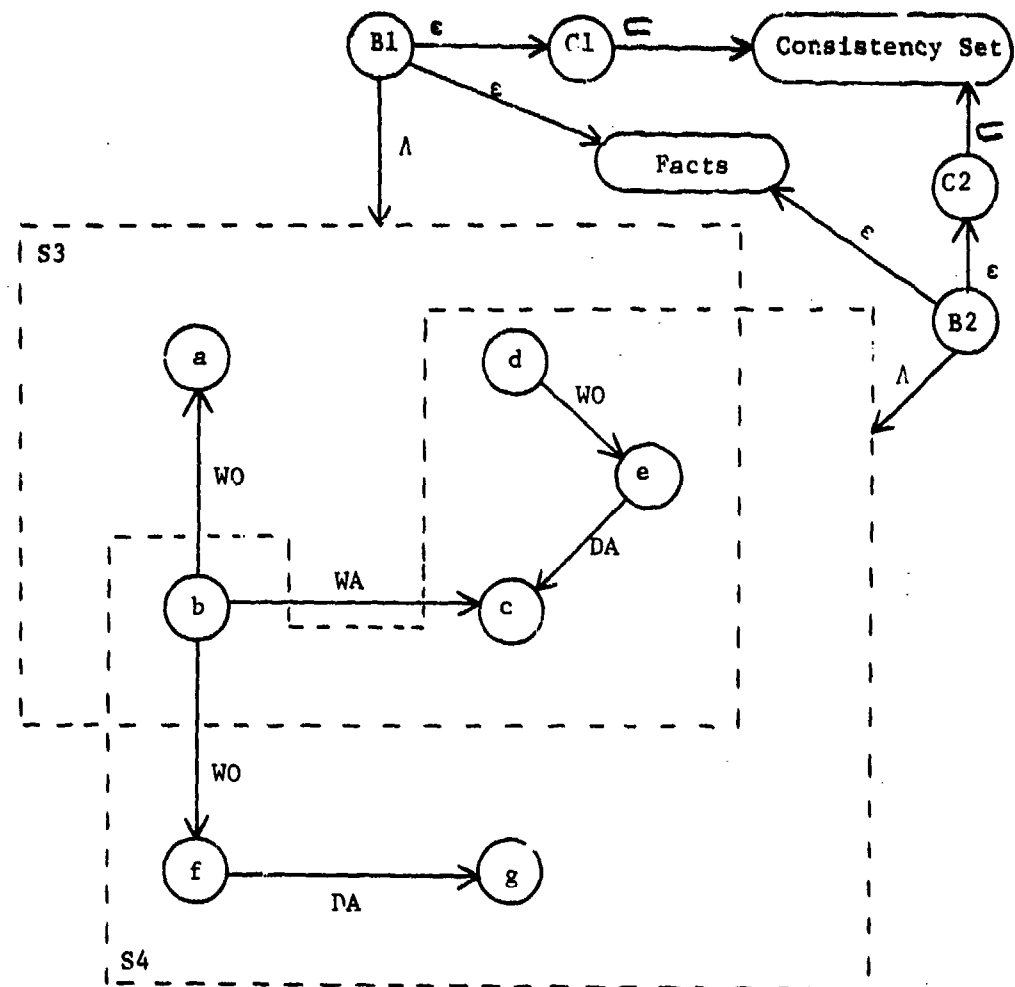 B1
ε
C1
⊆
Consistency Set
ε
Facts
⊆
C2
Λ
ε
ε
B2
Λ
S3
a
d
WO
WO
e
DA
b
WA
c
WO
f
DA
g
S4